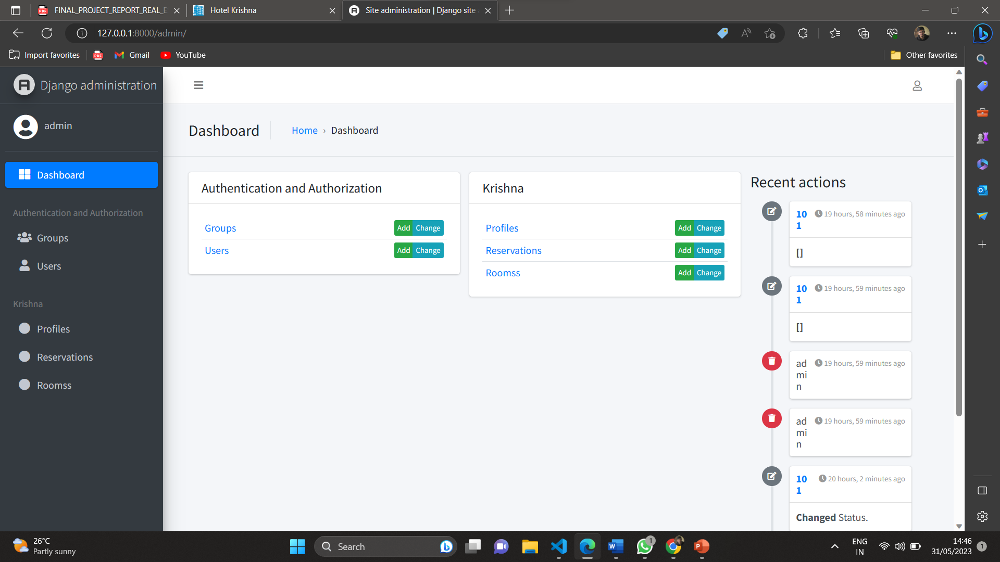 FINAL_PROJECT_REPORT_REAL_E
Hotel Krishna
Site administration | Django site
127.0.0.1:8000/admin/
Import favorites
PDF
Gmail
YouTube
Other favorites
Django administration
admin
Dashboard
Authentication and Authorization
Groups
Users
Krishna
Profiles
Reservations
Roomss
Dashboard
Home › Dashboard
Authentication and Authorization
Groups Add Change
Users Add Change
Krishna
Profiles Add Change
Reservations Add Change
Roomss Add Change
Recent actions
10
1
19 hours, 58 minutes ago
[]
10
1
19 hours, 59 minutes ago
[]
ad
mi
n
19 hours, 59 minutes ago
ad
mi
n
19 hours, 59 minutes ago
10
1
20 hours, 2 minutes ago
Changed Status.
26°C
Partly sunny
Search
1
ENG
IN
14:46
31/05/2023
1